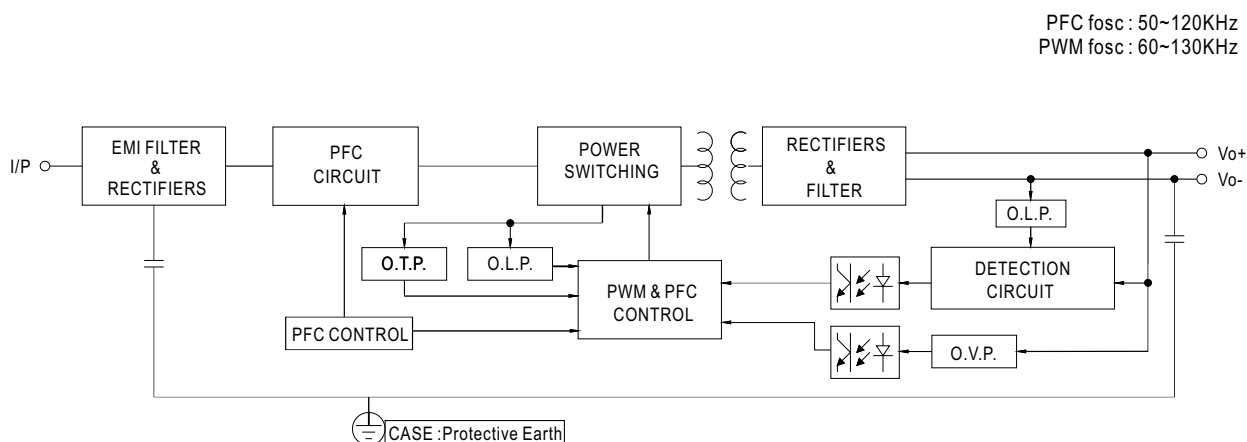 PFC fosc : 50~120KHz
PWM fosc : 60~130KHz
I/P
EMI FILTER
&
RECTIFIERS
PFC
CIRCUIT
POWER
SWITCHING
RECTIFIERS
&
FILTER
Vo+
Vo-
O.L.P.
O.T.P.
O.L.P.
PWM & PFC
CONTROL
DETECTION
CIRCUIT
PFC CONTROL
O.V.P.
CASE :Protective Earth